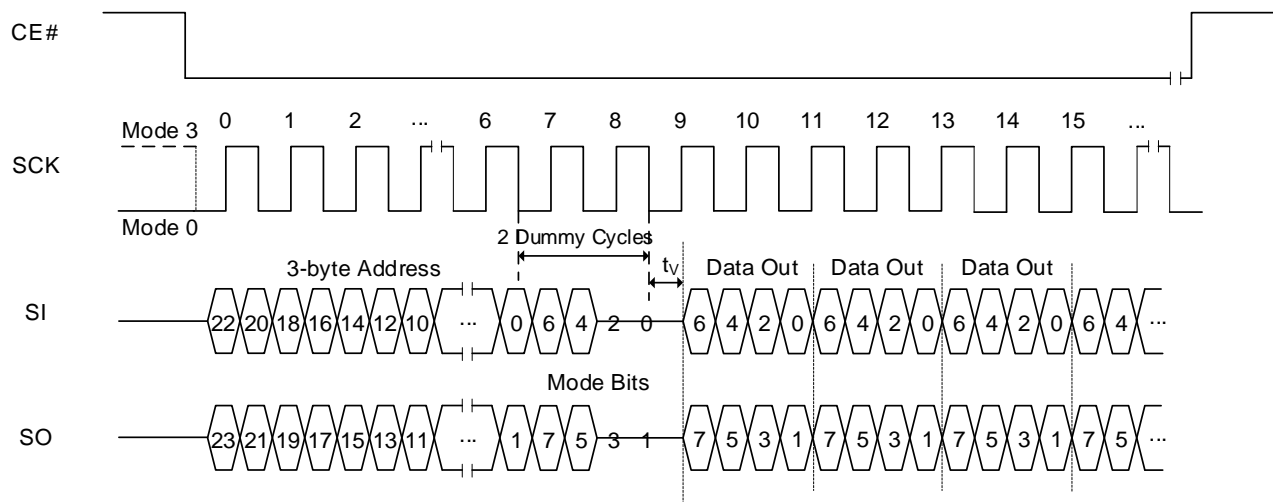 CE#
Mode 3
0 1 2 ... 6 7 8 9 10 11 12 13 14 15 ...
SCK
Mode 0
2 Dummy Cycles
3-byte Address
tV
Data Out Data Out Data Out
SI
22 20 18 16 14 12 10 ... 0 6 4 2 0 6 4 2 0 6 4 2 0 6 4 2 0 6 4 ...
Mode Bits
SO
23 21 19 17 15 13 11 ... 1 7 5 3 1 7 5 3 1 7 5 3 1 7 5 3 1 7 5 ...